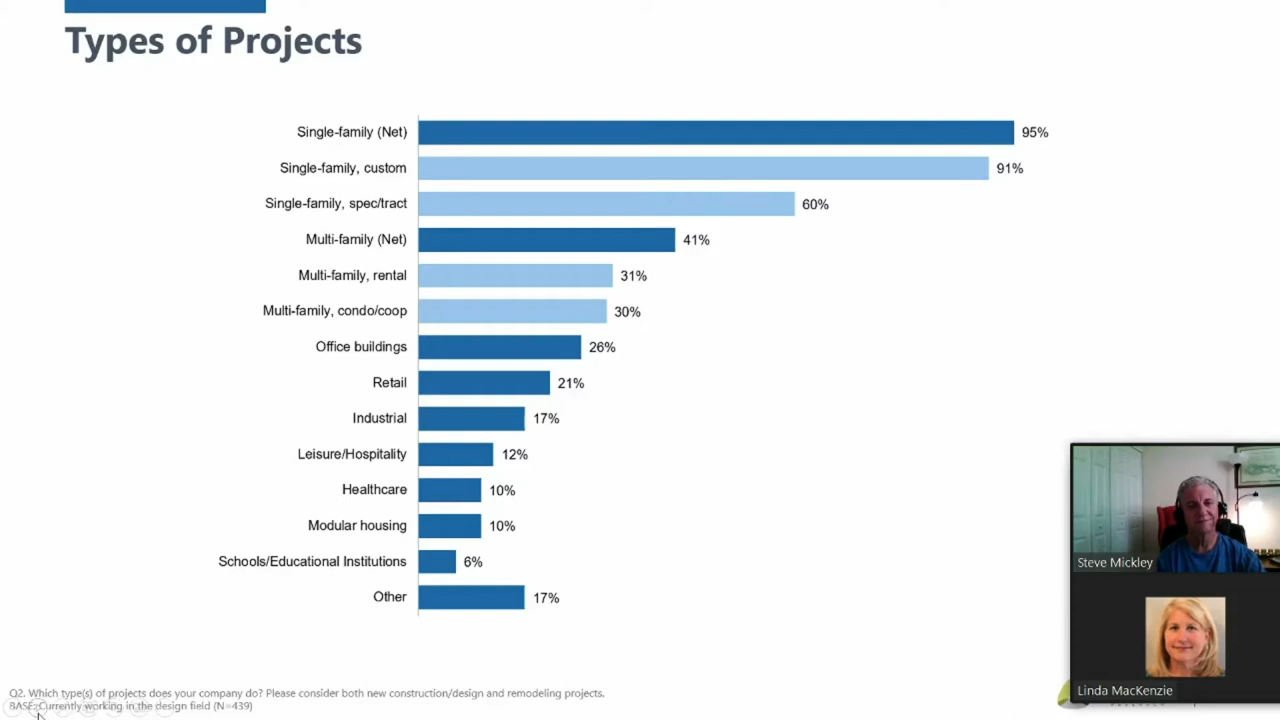 Types of Projects
Single-family (Net) 95%
Single-family, custom 91%
Single-family, spec/tract 60%
Multi-family (Net) 41%
Multi-family, rental 31%
Multi-family, condo/coop 30%
Office buildings 26%
Retail 21%
Industrial 17%
Leisure/Hospitality 12%
Healthcare 10%
Modular housing 10%
Schools/Educational Institutions 6%
Other 17%
Steve Mickley
Linda MacKenzie
Q2. Which type(s) of projects does your company do? Please consider both new construction/design and remodeling projects.
BASE: Currently working in the design field (N=439)